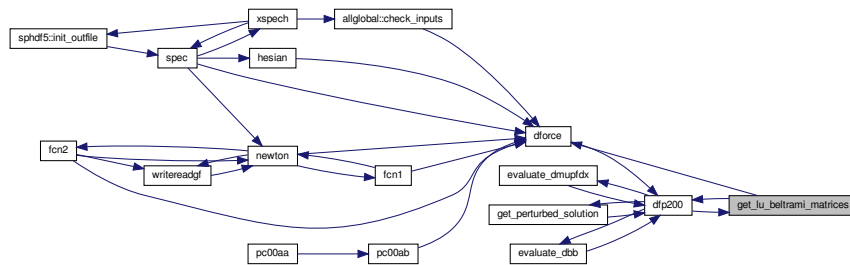 xspech
allglobal::check_inputs
sphdf5::init_outfile
spec
hesian
dforce
fcn2
newton
writereadgf
fcn1
evaluate_dmupfdx
get_perturbed_solution
dfp200
get_lu_beltrami_matrices
evaluate_dbb
pc00aa
pc00ab